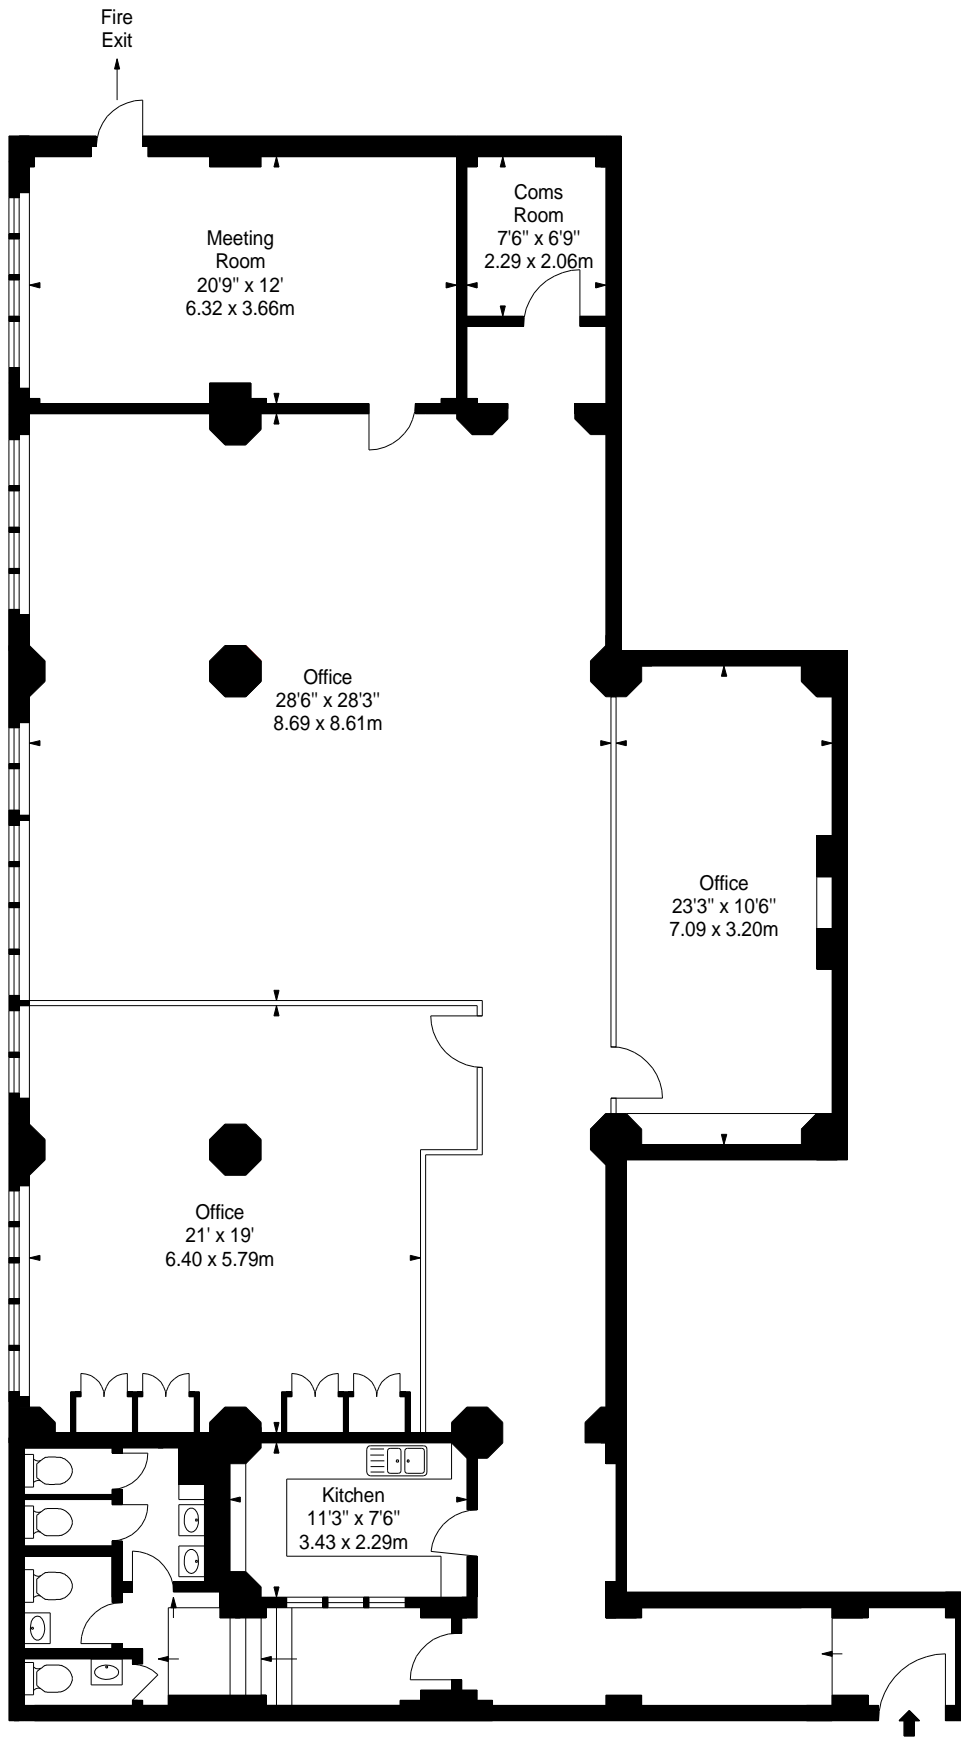 Fire
Exit
Coms
Room
7'6" x 6'9"
2.29 x 2.06m
Meeting
Room
20'9" x 12'
6.32 x 3.66m
Office
28'6" x 28'3"
8.69 x 8.61m
Office
23'3" x 10'6"
7.09 x 3.20m
Office
21' x 19'
6.40 x 5.79m
Kitchen
11'3" x 7'6"
3.43 x 2.29m